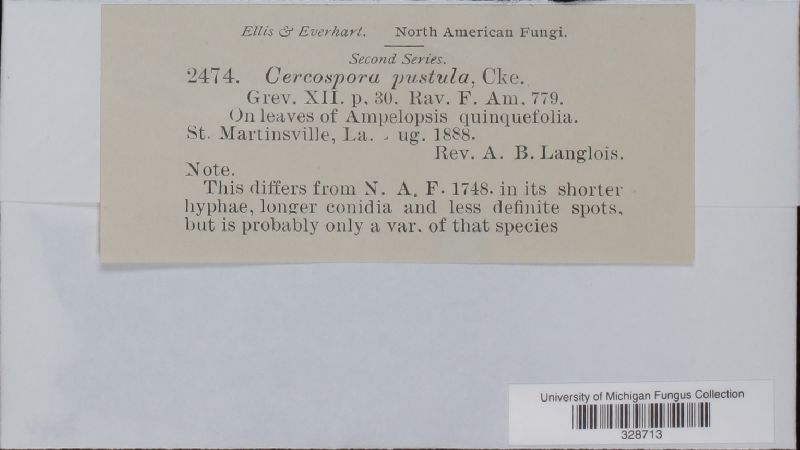 Ellis & Everhart. North American Fungi.
Second Series.
2474. Cercospora pustula, Cke.
Grev. XII. p. 30. Rav. F. Am. 779.
On leaves of Ampelopsis quinquefolia.
St. Martinsville, La. ug. 1888.
Rev. A. B. Langlois.
Note.
This differs from N. A. F. 1748. in its shorter
hyphae, longer conidia and less definite spots,
but is probably only a var. of that species
University of Michigan Fungus Collection
328713